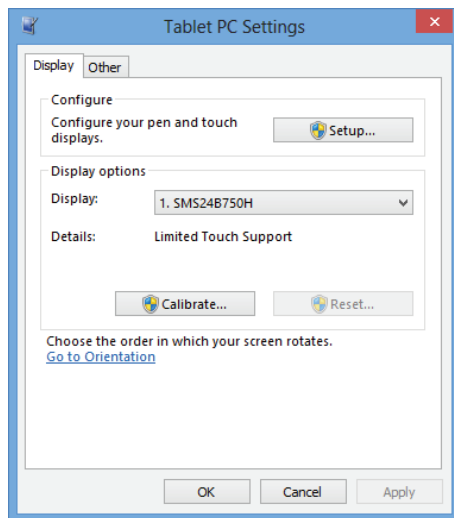 Tablet PC Settings
Display Other
Configure
Configure your pen and touch
displays.
Setup...
Display options
Display: 1. SMS24B750H
Details: Limited Touch Support
Calibrate... Reset...
Choose the order in which your screen rotates.
Go to Orientation
OK Cancel Apply